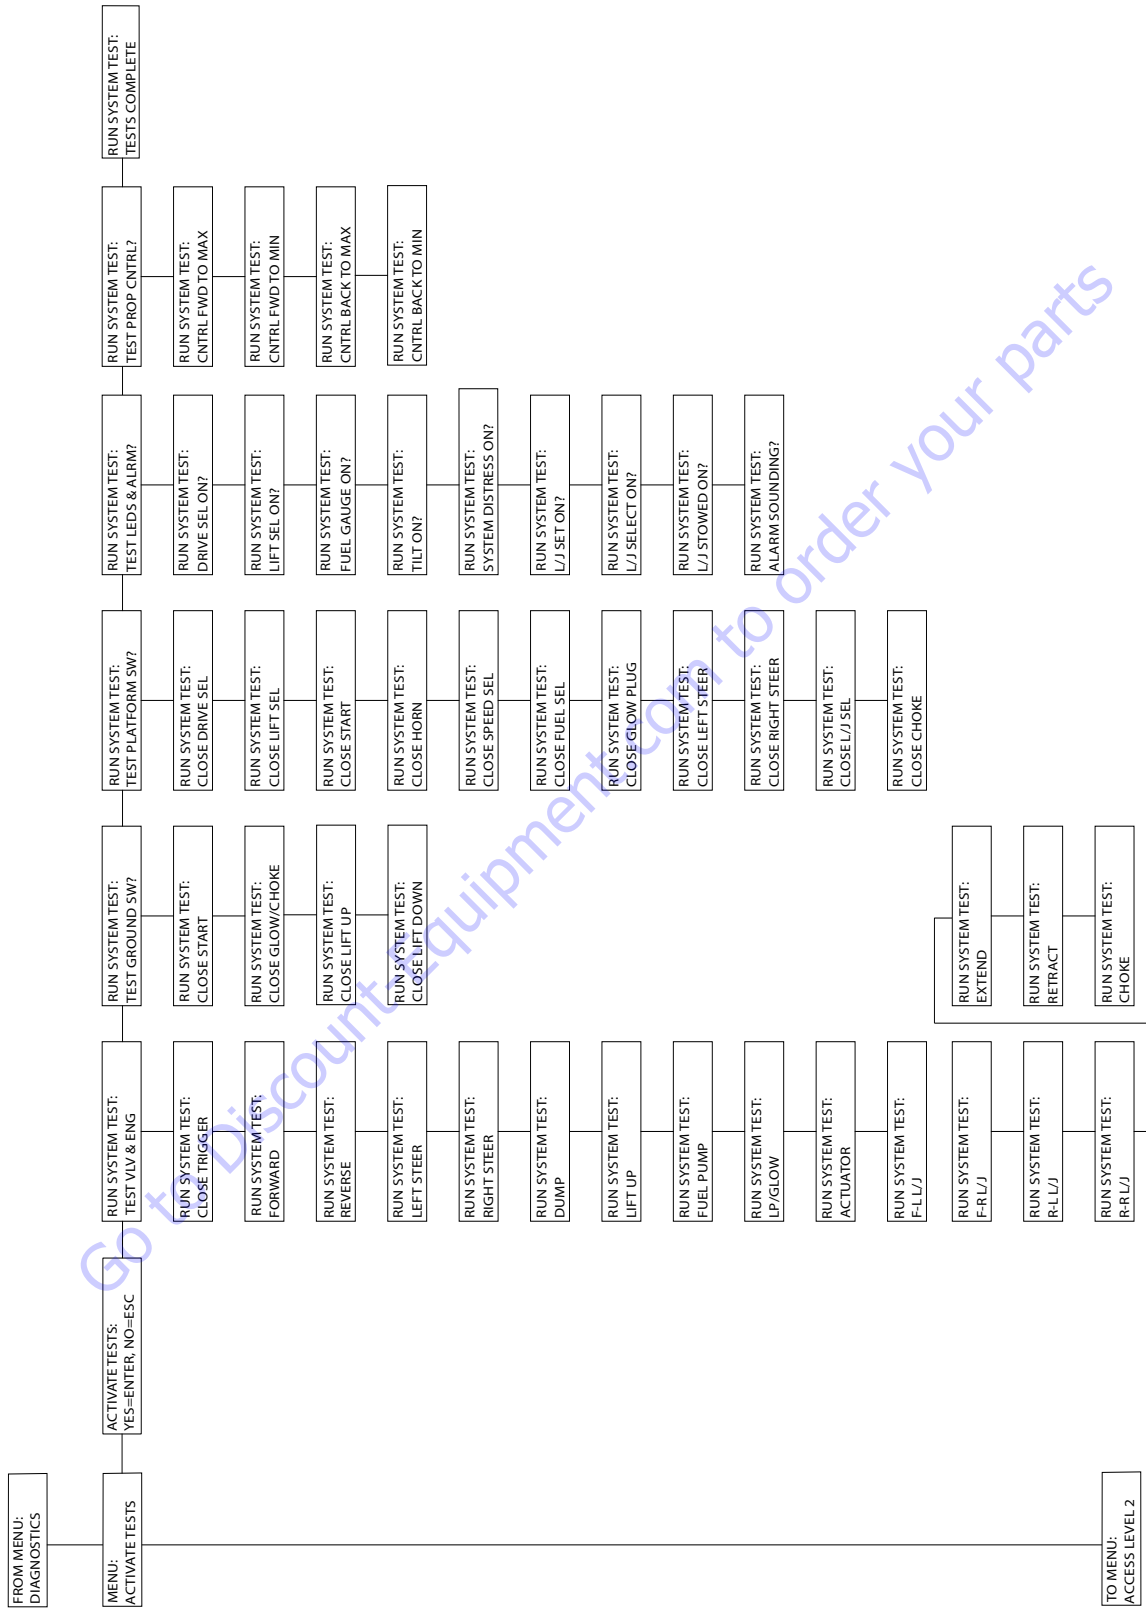 FROM MENU:
DIAGNOSTICS
MENU:
ACTIVATE TESTS
TO MENU:
ACCESS LEVEL 2
ACTIVATE TESTS:
YES=ENTER, NO=ESC
RUN SYSTEM TEST:
TEST VLV & ENG
RUN SYSTEM TEST:
CLOSE TRIGGER
RUN SYSTEM TEST:
FORWARD
RUN SYSTEM TEST:
REVERSE
RUN SYSTEM TEST:
LEFT STEER
RUN SYSTEM TEST:
RIGHT STEER
RUN SYSTEM TEST:
DUMP
RUN SYSTEM TEST:
LIFT UP
RUN SYSTEM TEST:
FUEL PUMP
RUN SYSTEM TEST:
LP/GLOW
RUN SYSTEM TEST:
ACTUATOR
RUN SYSTEM TEST:
F-L L/J
RUN SYSTEM TEST:
F-R L/J
RUN SYSTEM TEST:
R-L L/J
RUN SYSTEM TEST:
R-R L/J
RUN SYSTEM TEST:
EXTEND
RUN SYSTEM TEST:
RETRACT
RUN SYSTEM TEST:
CHOKE
RUN SYSTEM TEST:
TEST GROUND SW?
RUN SYSTEM TEST:
CLOSE START
RUN SYSTEM TEST:
CLOSE GLOW/CHOKE
RUN SYSTEM TEST:
CLOSE LIFT UP
RUN SYSTEM TEST:
CLOSE LIFT DOWN
RUN SYSTEM TEST:
TEST PLATFORM SW?
RUN SYSTEM TEST:
CLOSE DRIVE SEL
RUN SYSTEM TEST:
CLOSE LIFT SEL
RUN SYSTEM TEST:
CLOSE START
RUN SYSTEM TEST:
CLOSE HORN
RUN SYSTEM TEST:
CLOSE SPEED SEL
RUN SYSTEM TEST:
CLOSE FUEL SEL
RUN SYSTEM TEST:
CLOSE GLOW PLUG
RUN SYSTEM TEST:
CLOSE LEFT STEER
RUN SYSTEM TEST:
CLOSE RIGHT STEER
RUN SYSTEM TEST:
CLOSE L/J SEL
RUN SYSTEM TEST:
CLOSE CHOKE
RUN SYSTEM TEST:
TEST LEDS & ALRM?
RUN SYSTEM TEST:
DRIVE SEL ON?
RUN SYSTEM TEST:
LIFT SEL ON?
RUN SYSTEM TEST:
FUEL GAUGE ON?
RUN SYSTEM TEST:
TILT ON?
RUN SYSTEM TEST:
SYSTEM DISTRESS ON?
RUN SYSTEM TEST:
L/J SET ON?
RUN SYSTEM TEST:
L/J SELECT ON?
RUN SYSTEM TEST:
L/J STOWED ON?
RUN SYSTEM TEST:
ALARM SOUNDING?
RUN SYSTEM TEST:
TEST PROP CNTRL?
RUN SYSTEM TEST:
CNTRL FWD TO MAX
RUN SYSTEM TEST:
CNTRL FWD TO MIN
RUN SYSTEM TEST:
CNTRL BACK TO MAX
RUN SYSTEM TEST:
CNTRL BACK TO MIN
RUN SYSTEM TEST:
TESTS COMPLETE
Go to Discount-Equipment.com to order your parts